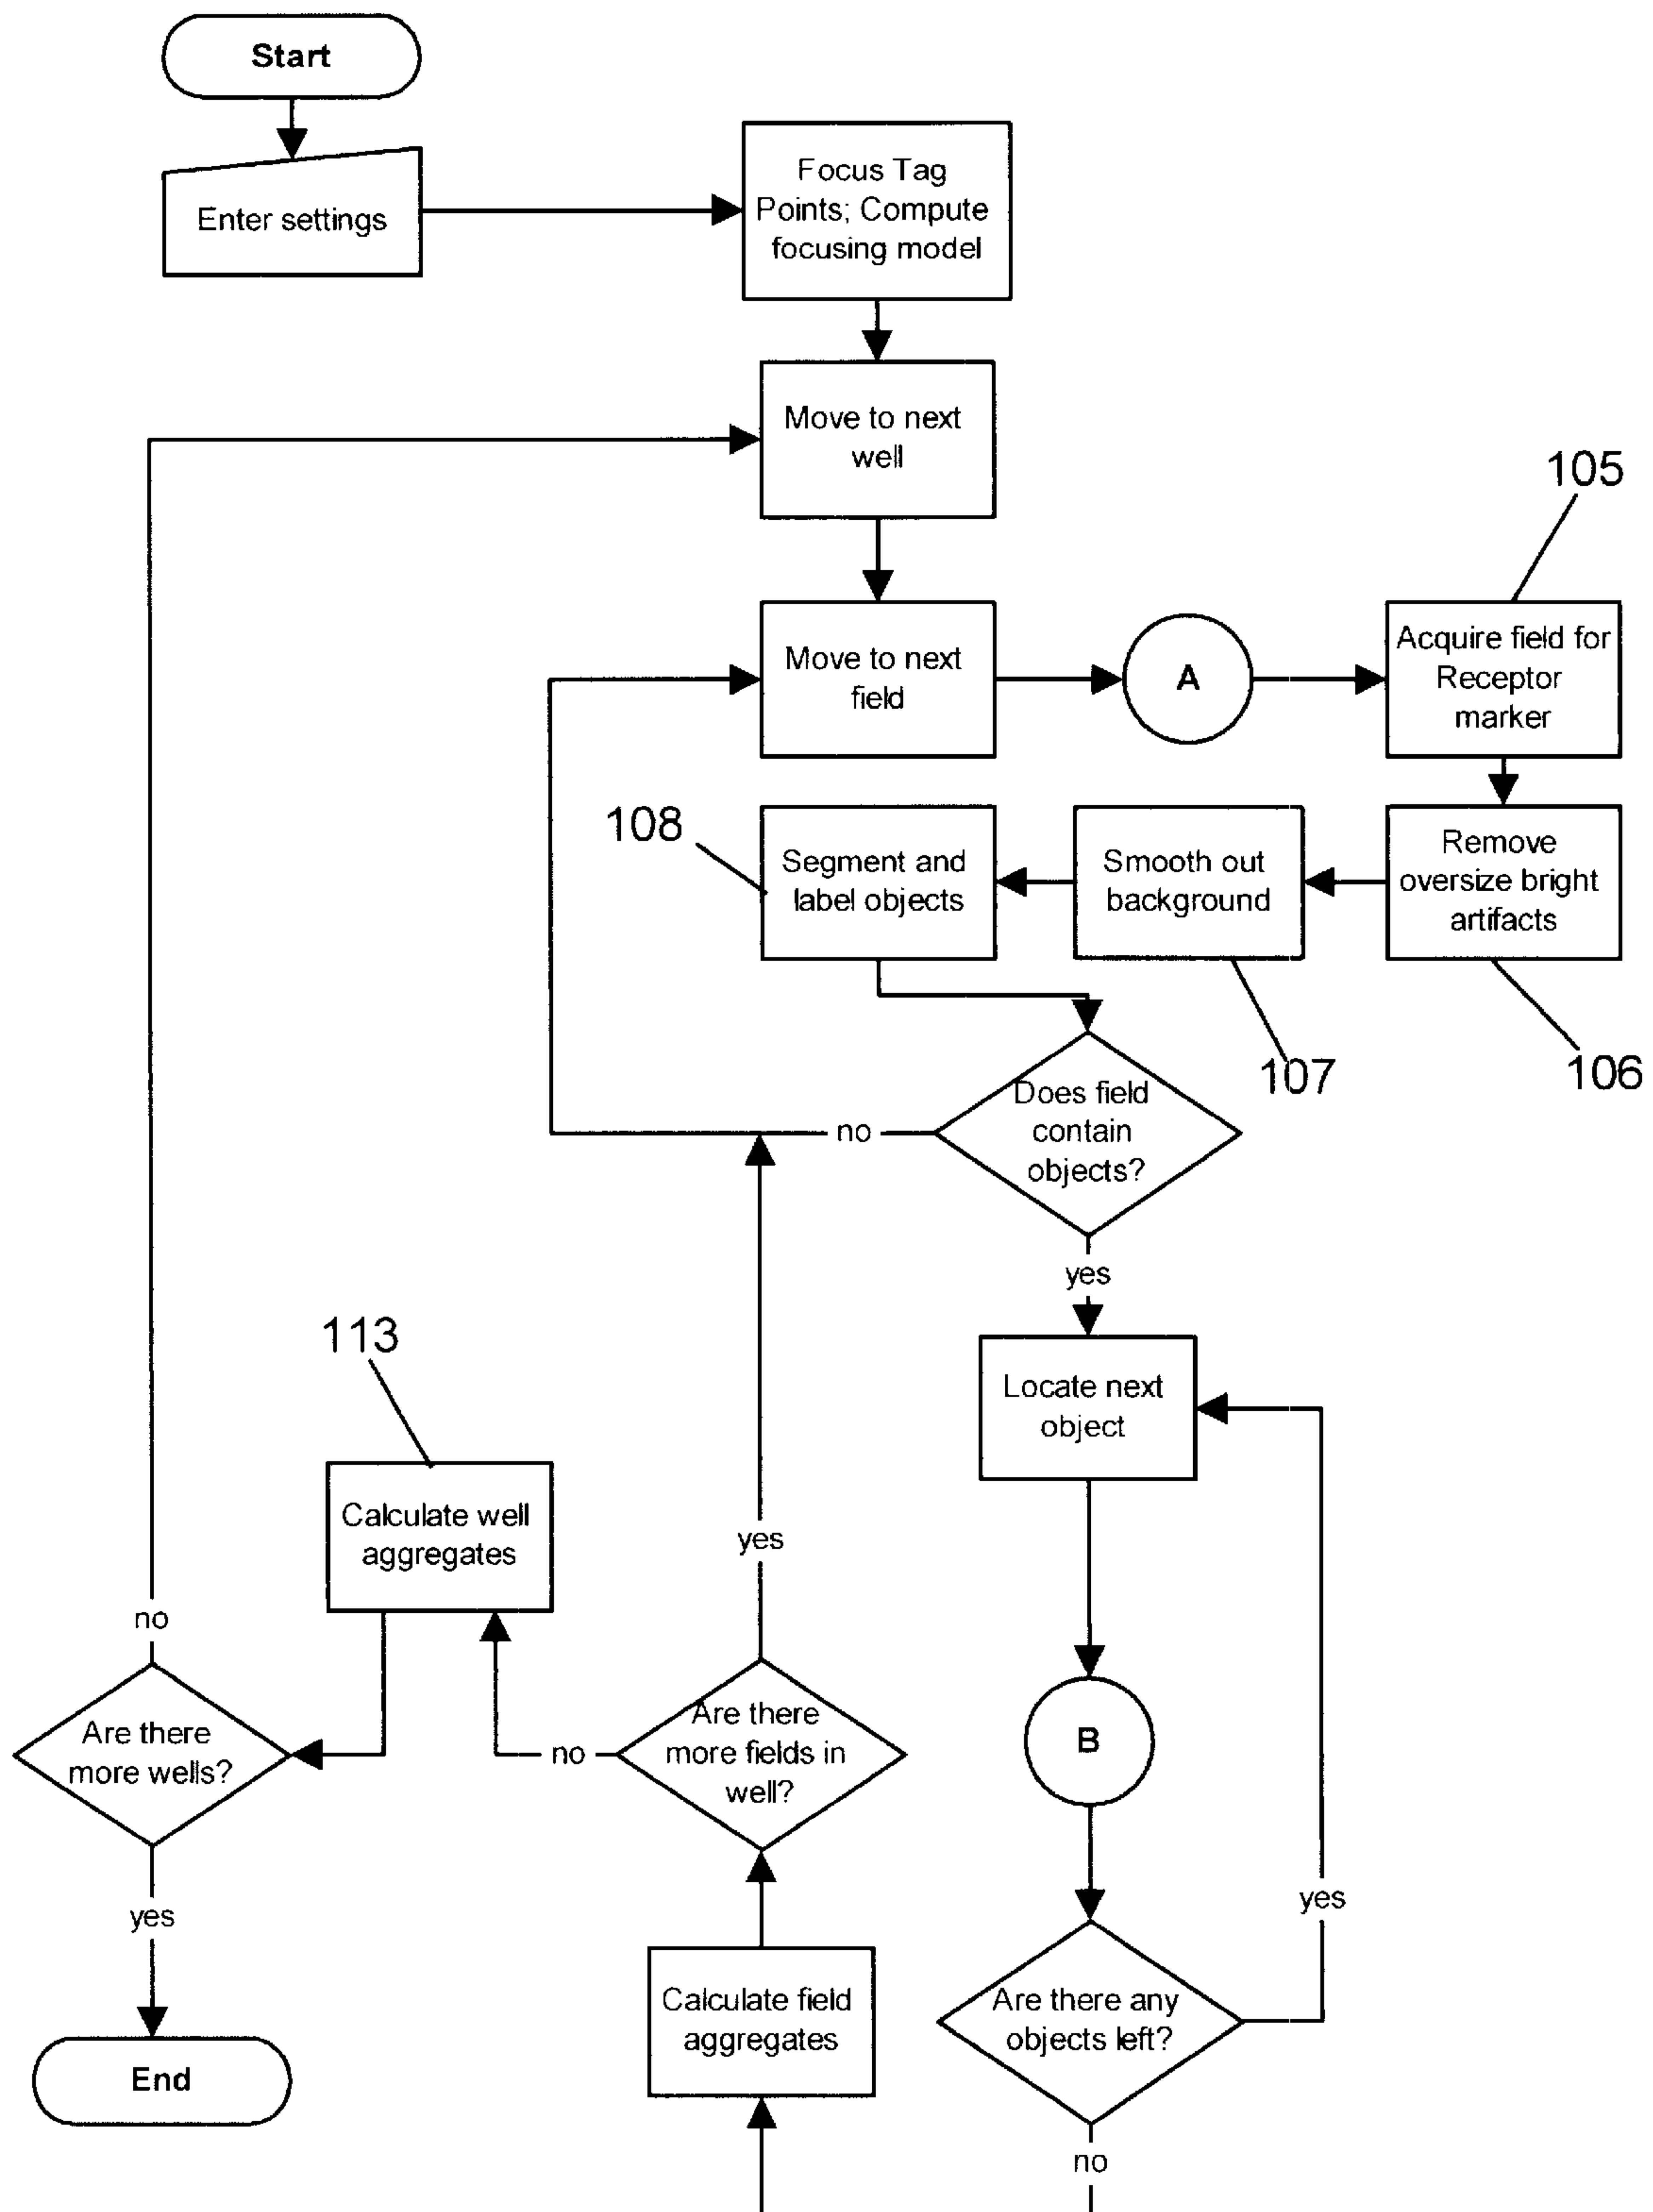 Start
Enter settings
Focus Tag
Points; Compute
focusing model
Move to next
well
105
Move to next
field
A
Acquire field for
Receptor
marker
108
Segment and
label objects
Smooth out
background
Remove
oversize bright
artifacts
107
106
Does field
contain
objects?
no
yes
Locate next
object
113
Calculate well
aggregates
yes
no
Are there
more wells?
no
Are there
more fields in
well?
B
yes
yes
Calculate field
aggregates
Are there any
objects left?
End
no